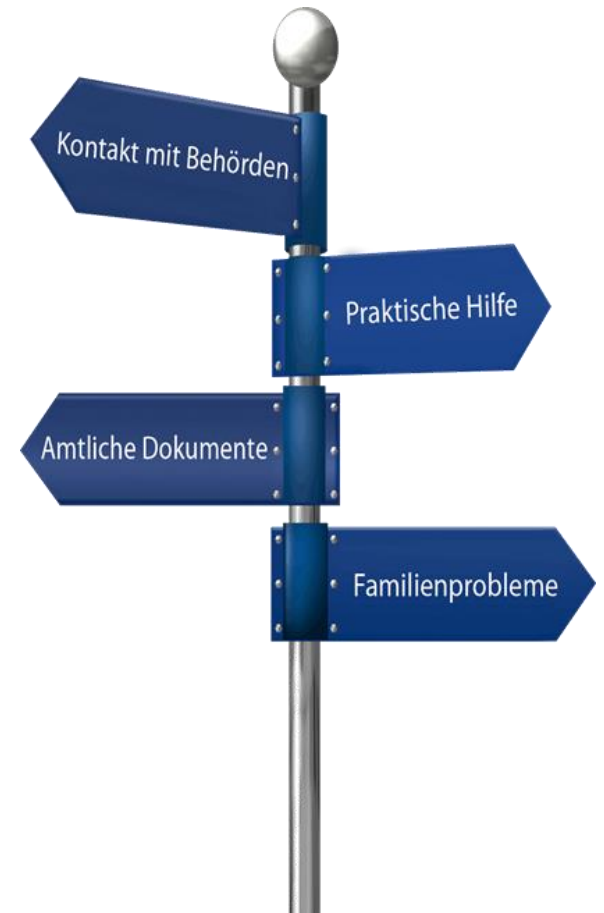 Kontakt mit Behörden
Praktische Hilfe
Amtliche Dokumente
Familienprobleme